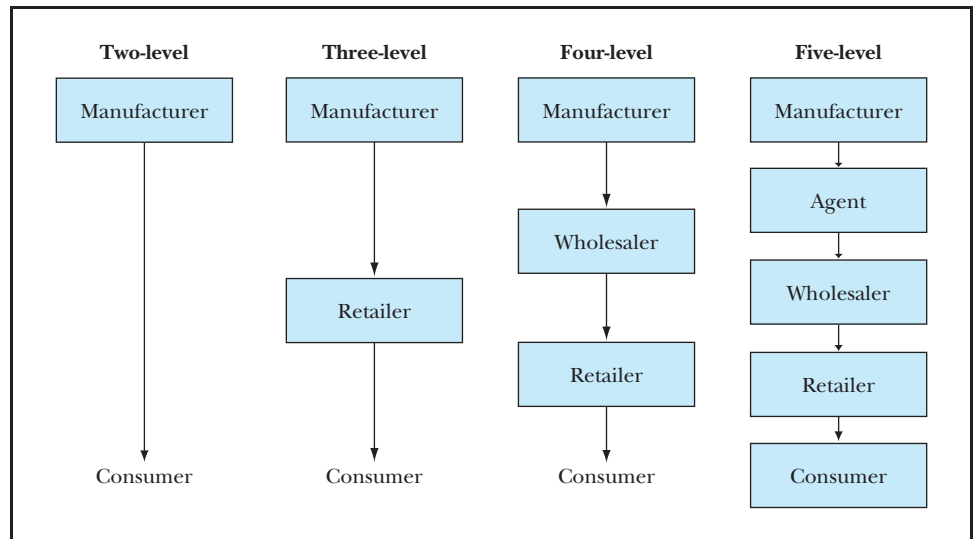 Two-level
Manufacturer
Consumer
Three-level
Manufacturer
Retailer
Consumer
Four-level
Manufacturer
Wholesaler
Retailer
Consumer
Five-level
Manufacturer
Agent
Wholesaler
Retailer
Consumer